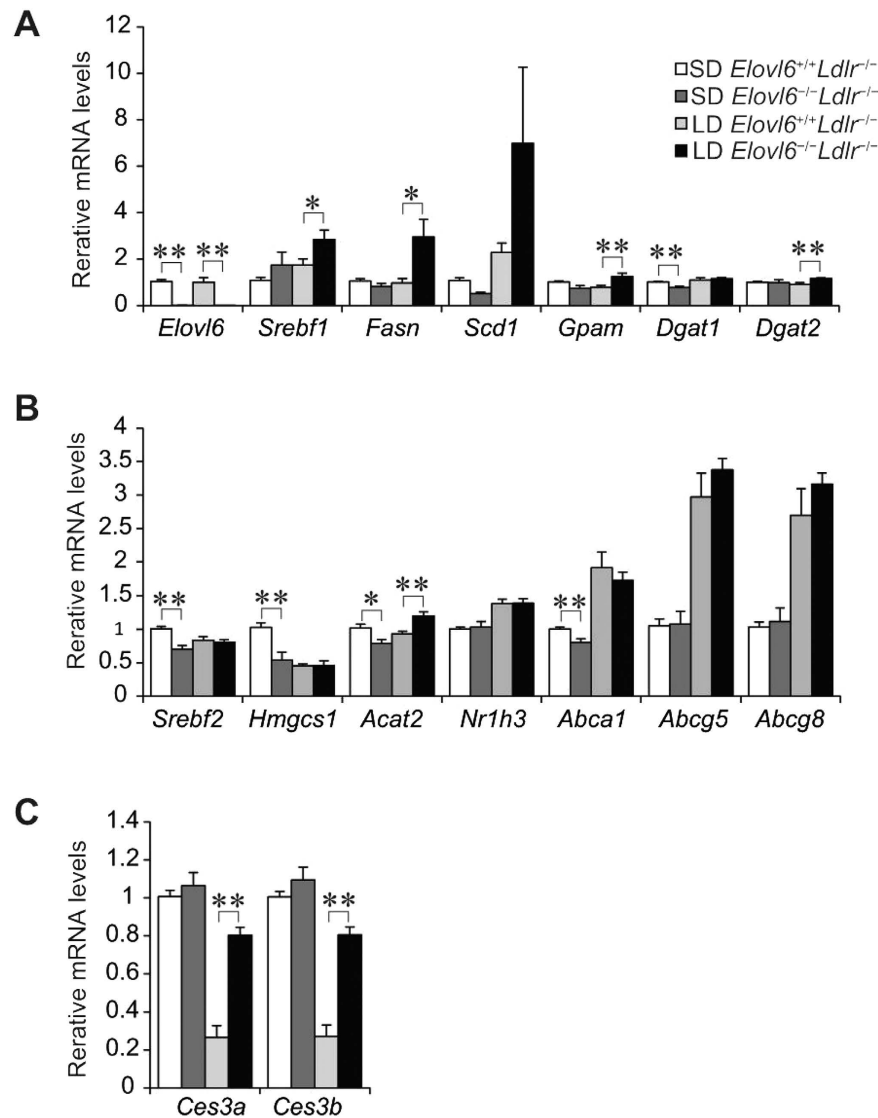 A
Rerative mRNA levels
12
10
8
6
4
2
0
SD Elovl6+/+Ldlr−/−
SD Elovl6−/−Ldlr−/−
LD Elovl6+/+Ldlr−/−
LD Elovl6−/−Ldlr−/−
** ** * * ** ** **
Elovl6 Srebf1 Fasn Scd1 Gpam Dgat1 Dgat2
B
Rerative mRNA levels
4
3.5
3
2.5
2
1.5
1
0.5
0
** ** * ** **
Srebf2 Hmgcs1 Acat2 Nr1h3 Abca1 Abcg5 Abcg8
C
Rerative mRNA levels
1.4
1.2
1
0.8
0.6
0.4
0.2
0
** **
Ces3a Ces3b